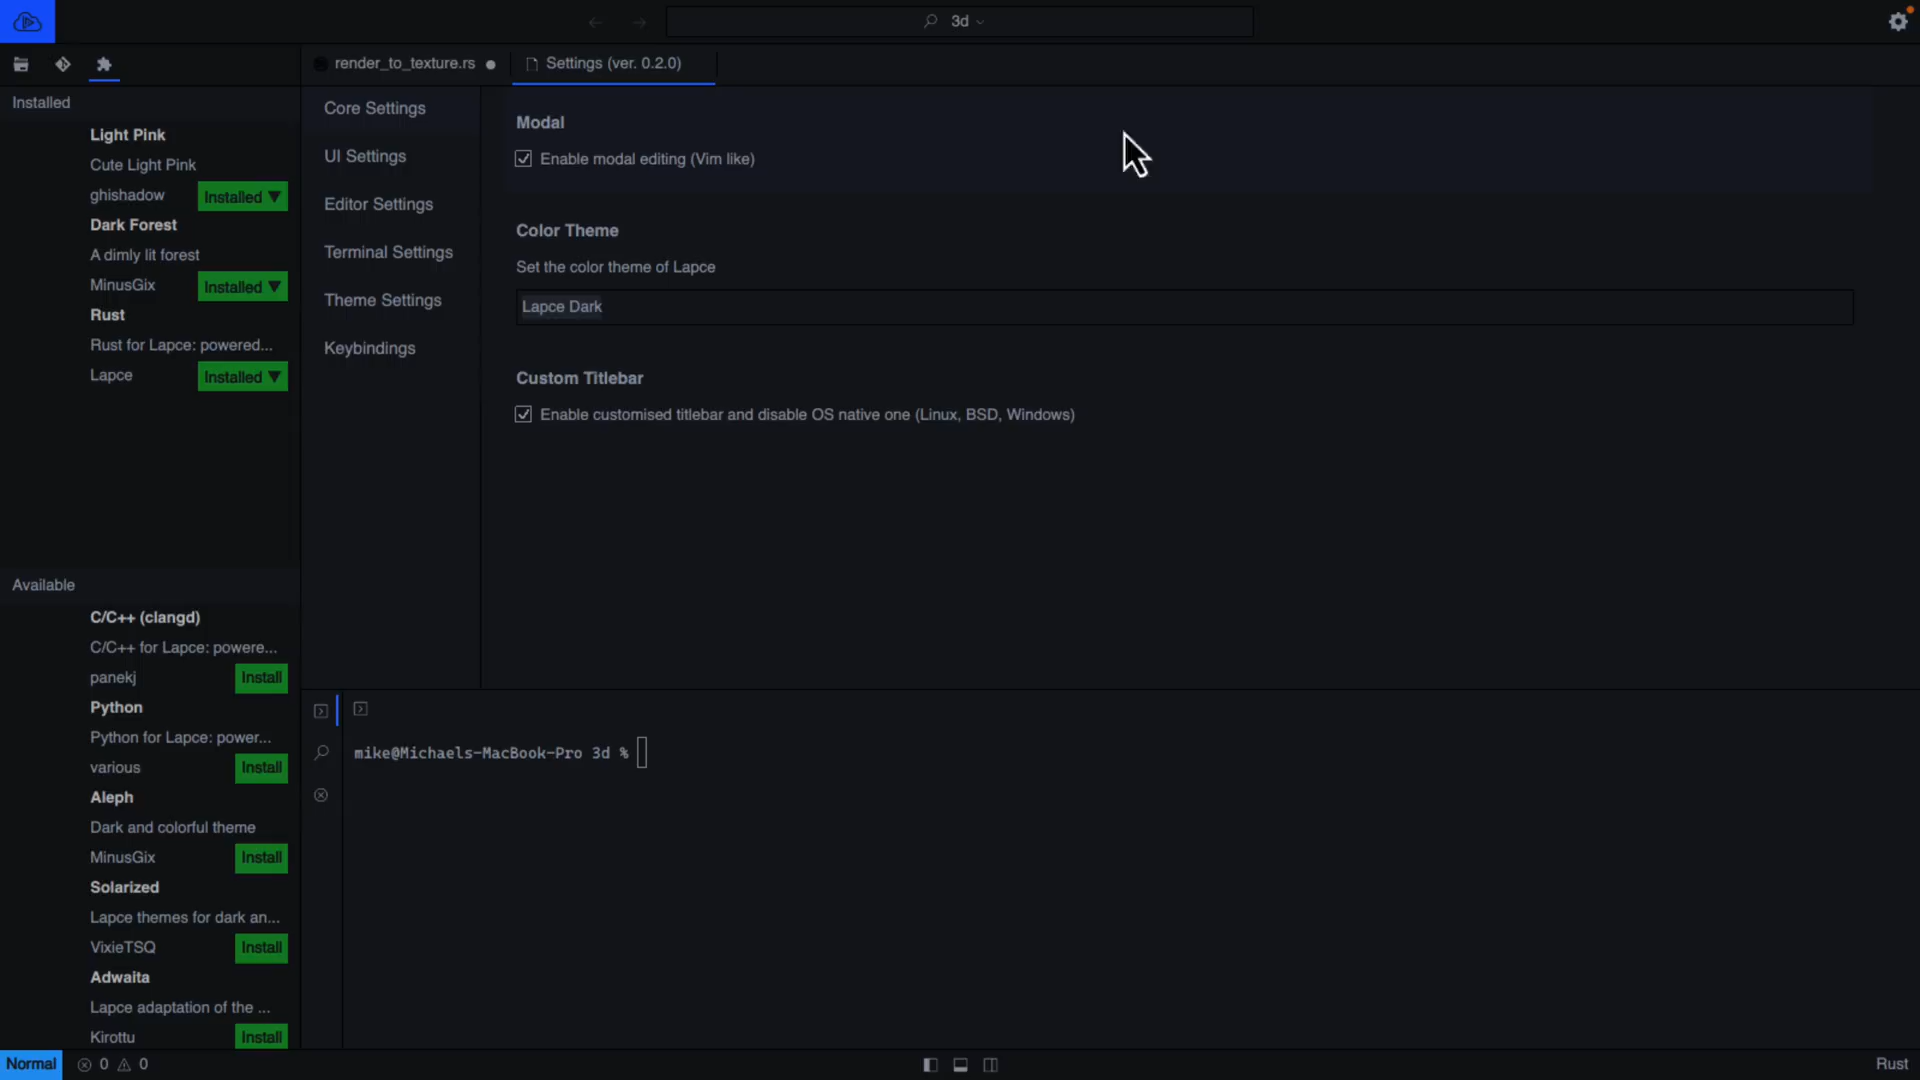 3d
render_to_texture.rs
Settings (ver. 0.2.0)
Installed
Light Pink
Cute Light Pink
ghishadow
Installed ▼
Dark Forest
A dimly lit forest
MinusGix
Installed ▼
Rust
Rust for Lapce: powered...
Lapce
Installed ▼
Available
C/C++ (clangd)
C/C++ for Lapce: powere...
panekj
Install
Python
Python for Lapce: power...
various
Install
Aleph
Dark and colorful theme
MinusGix
Install
Solarized
Lapce themes for dark an...
VixieTSQ
Install
Adwaita
Lapce adaptation of the ...
Kirottu
Install
Core Settings
UI Settings
Editor Settings
Terminal Settings
Theme Settings
Keybindings
Modal
Enable modal editing (Vim like)
Color Theme
Set the color theme of Lapce
Lapce Dark
Custom Titlebar
Enable customised titlebar and disable OS native one (Linux, BSD, Windows)
mike@Michaels-MacBook-Pro 3d %
Normal
0
0
Rust